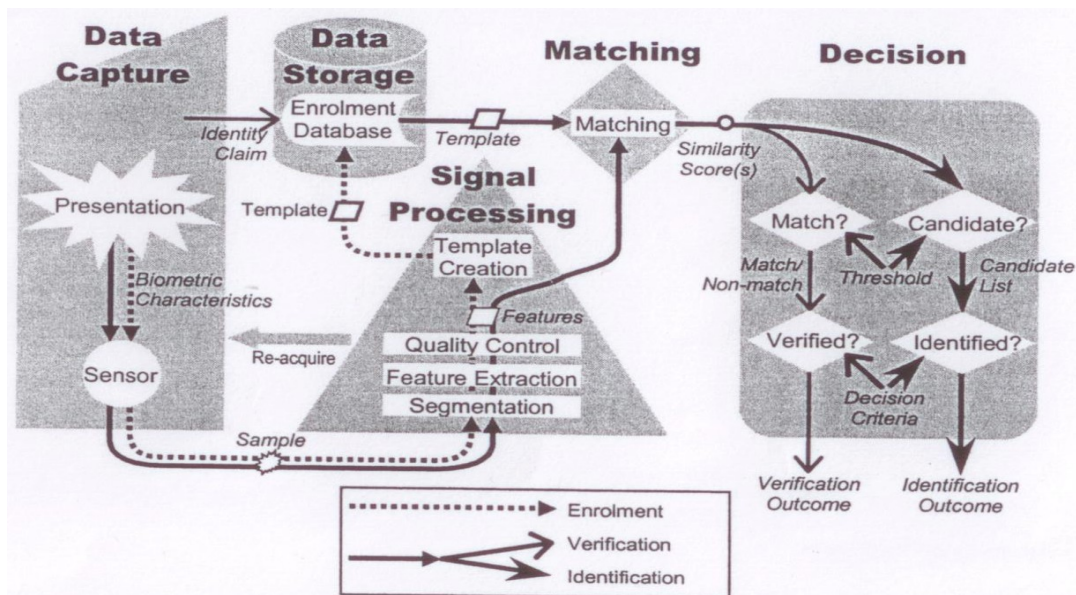 Data
Capture
Data
Storage
Matching
Decision
Enrolment
Database
Identity
Claim
Template
Matching
Similarity
Score(s)
Presentation
Template
Signal
Processing
Template
Creation
Match?
Candidate?
Biometric
Characteristics
Match/
Non-match
Threshold
Candidate
List
Features
Re-acquire
Quality Control
Verified?
Identified?
Sensor
Feature Extraction
Segmentation
Decision
Criteria
Sample
Verification
Outcome
Identification
Outcome
Enrolment
Verification
Identification